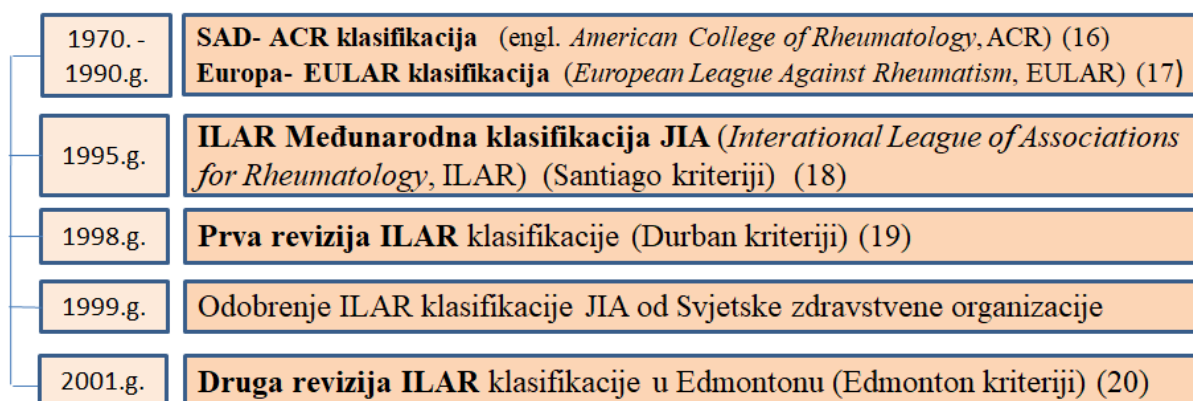 1970. -
1990.g.
SAD- ACR klasifikacija (engl. American College of Rheumatology, ACR) (16)
Europa- EULAR klasifikacija (European League Against Rheumatism, EULAR) (17)
1995.g.
ILAR Međunarodna klasifikacija JIA (Interational League of Associations
for Rheumatology, ILAR) (Santiago kriteriji) (18)
1998.g.
Prva revizija ILAR klasifikacije (Durban kriteriji) (19)
1999.g.
Odobrenje ILAR klasifikacije JIA od Svjetske zdravstvene organizacije
2001.g.
Druga revizija ILAR klasifikacije u Edmontonu (Edmonton kriteriji) (20)